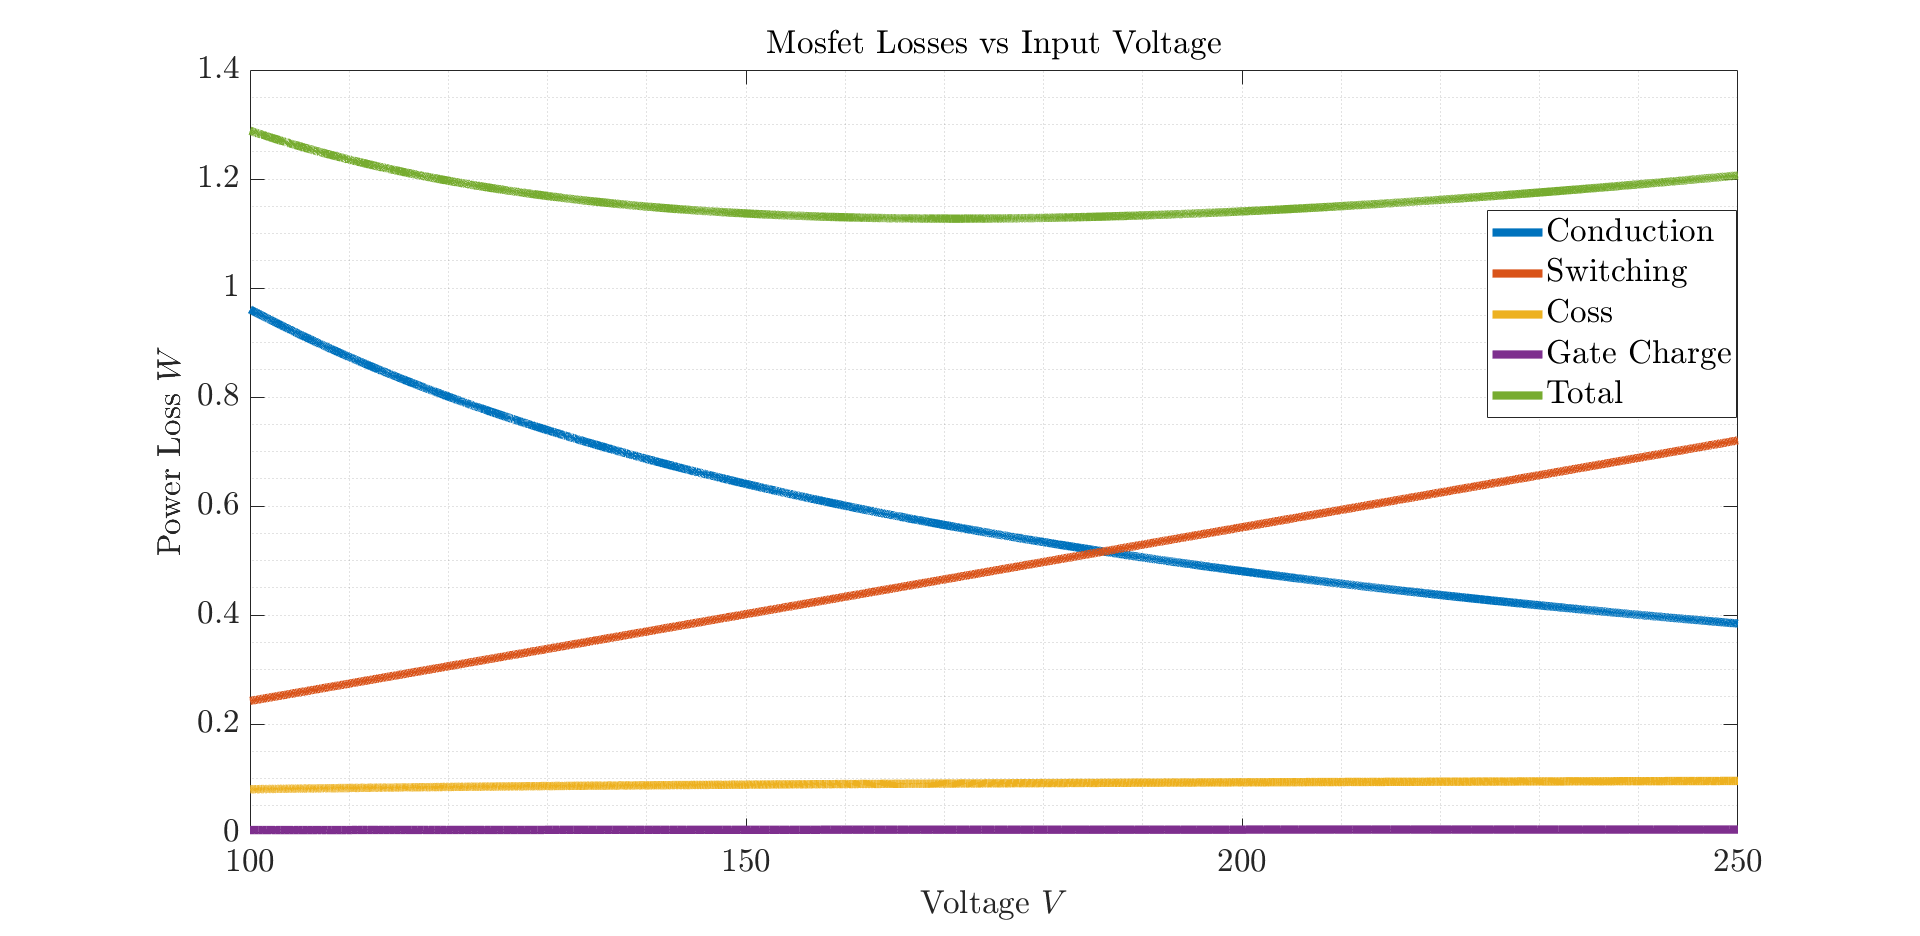 Mosfet Losses vs Input Voltage
1.4
1.2
1
0.8
0.6
0.4
0.2
0
Power Loss W
Conduction
Switching
Coss
Gate Charge
Total
100 150 200 250
Voltage V